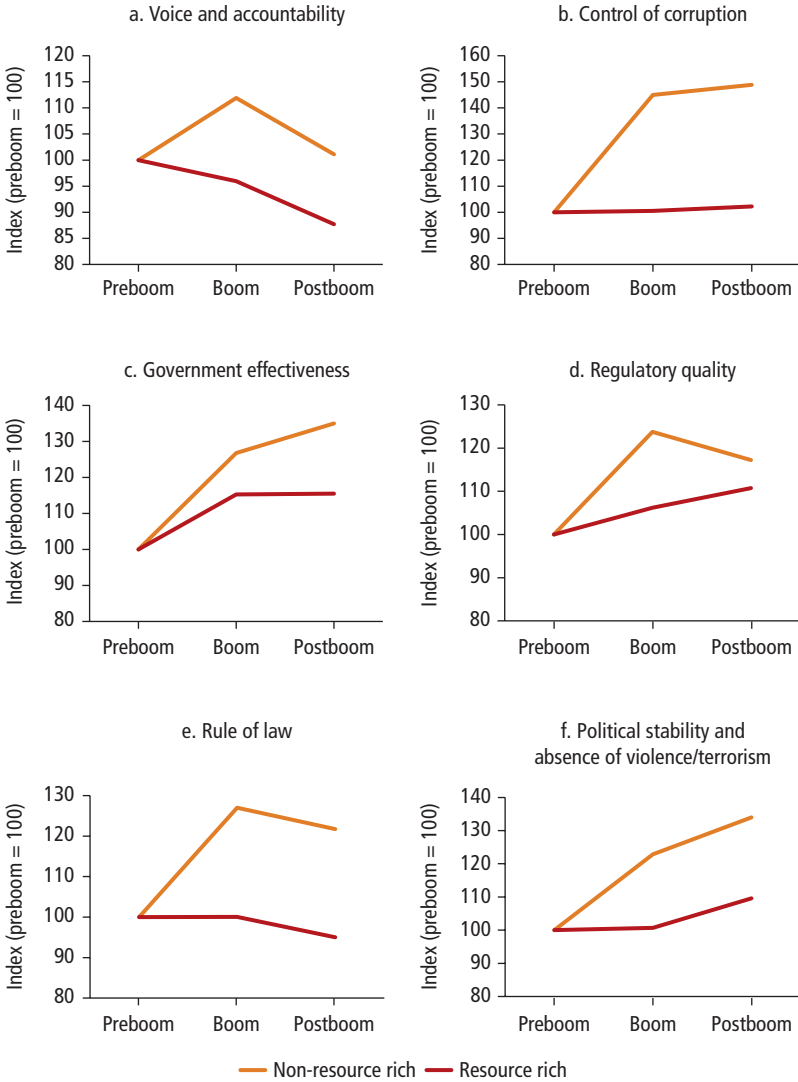 a. Voice and accountability
Index (preboom = 100)
120
115
110
105
100
95
90
85
80
Preboom Boom Postboom
b. Control of corruption
Index (preboom = 100)
160
150
140
130
120
110
100
90
80
Preboom Boom Postboom
c. Government effectiveness
Index (preboom = 100)
140
130
120
110
100
90
80
Preboom Boom Postboom
d. Regulatory quality
Index (preboom = 100)
130
120
110
100
90
80
Preboom Boom Postboom
e. Rule of law
Index (preboom = 100)
130
120
110
100
90
80
Preboom Boom Postboom
f. Political stability and
absence of violence/terrorism
Index (preboom = 100)
140
130
120
110
100
90
80
Preboom Boom Postboom
Non-resource rich Resource rich